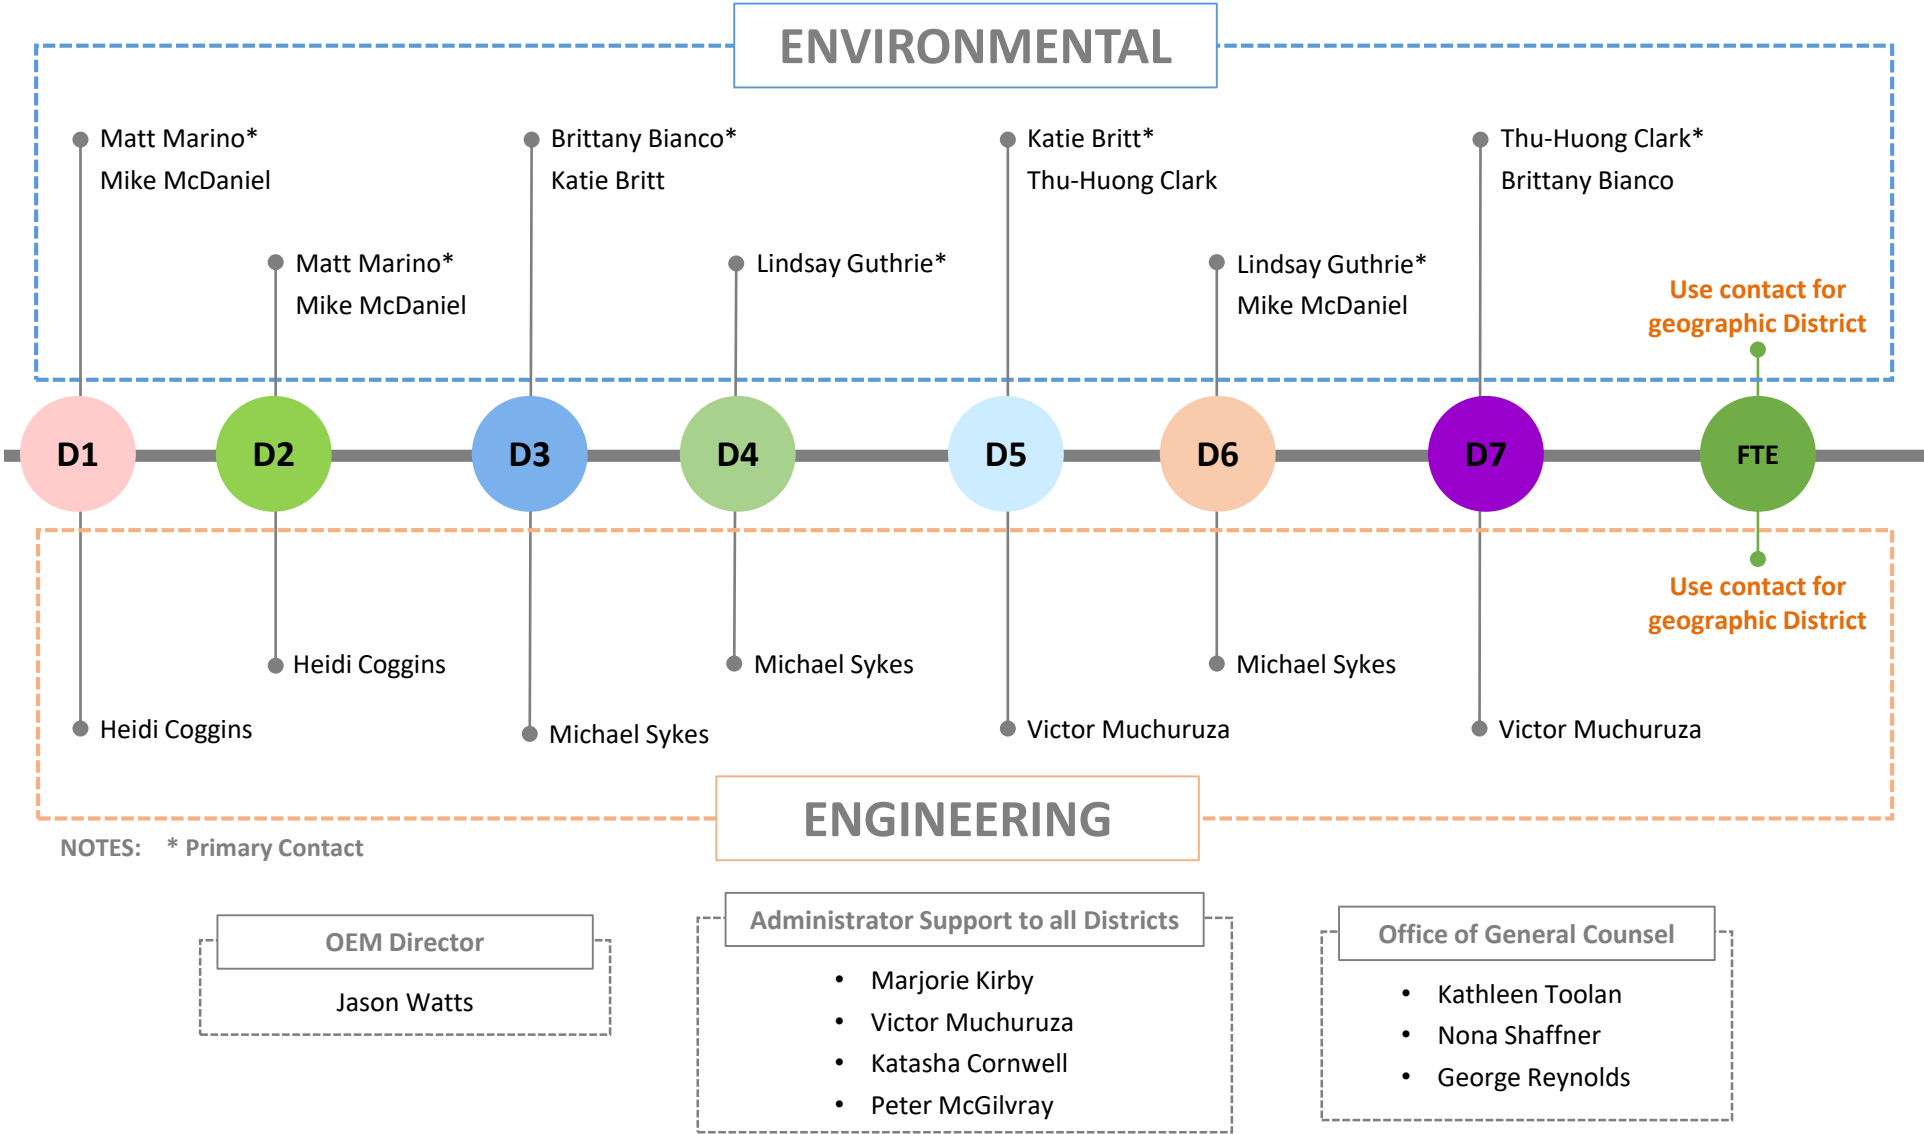 ENVIRONMENTAL
Matt Marino*
Mike McDaniel
Brittany Bianco*
Katie Britt
Katie Britt*
Thu-Huong Clark
Thu-Huong Clark*
Brittany Bianco
Matt Marino*
Mike McDaniel
Lindsay Guthrie*
Lindsay Guthrie*
Mike McDaniel
Use contact for
geographic District
D1
D2
D3
D4
D5
D6
D7
FTE
Use contact for
geographic District
Heidi Coggins
Michael Sykes
Michael Sykes
Heidi Coggins
Michael Sykes
Victor Muchuruza
Victor Muchuruza
ENGINEERING
NOTES: * Primary Contact
OEM Director
Jason Watts
Administrator Support to all Districts
• Marjorie Kirby
• Victor Muchuruza
• Katasha Cornwell
• Peter McGilvray
Office of General Counsel
• Kathleen Toolan
• Nona Shaffner
• George Reynolds